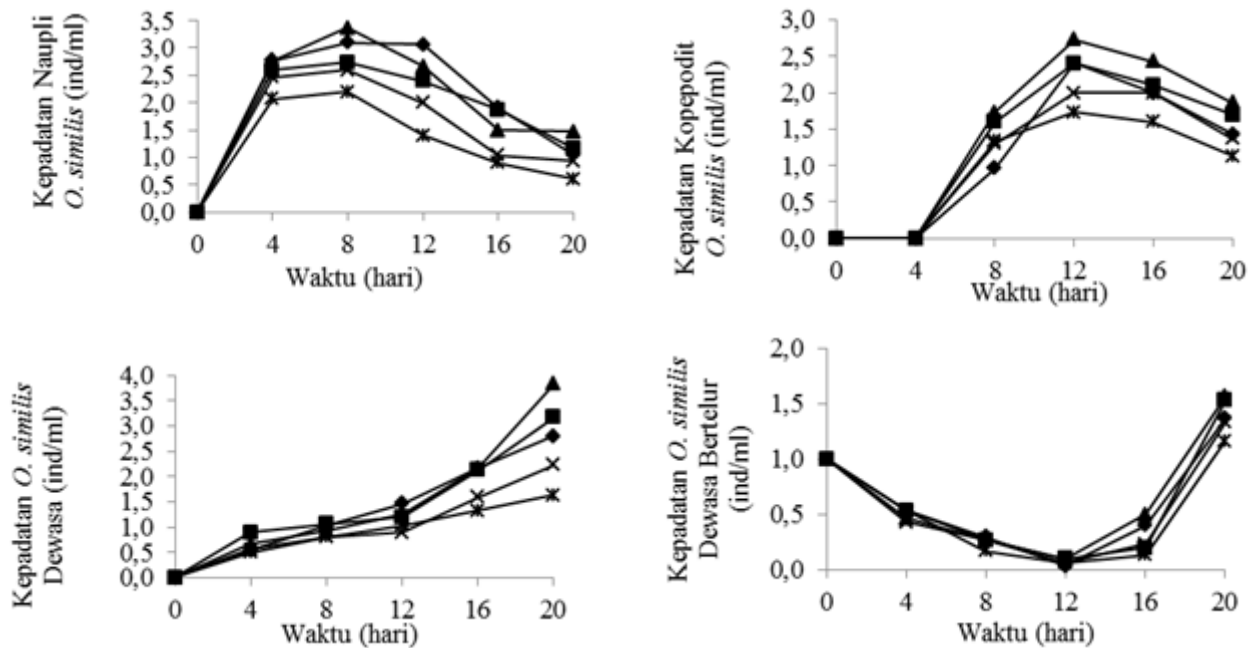 Kepadatan Naupli
O. similis (ind/ml)
3,5
3,0
2,5
2,0
1,5
1,0
0,5
0,0
0 4 8 12 16 20
Waktu (hari)
Kepadatan Kopepodit
O. similis (ind/ml)
3,0
2,5
2,0
1,5
1,0
0,5
0,0
0 4 8 12 16 20
Waktu (hari)
Kepadatan O. similis
Dewasa (ind/ml)
4,0
3,5
3,0
2,5
2,0
1,5
1,0
0,5
0,0
0 4 8 12 16 20
Waktu (hari)
Kepadatan O. similis
Dewasa Bertelur
(ind/ml)
2,0
1,5
1,0
0,5
0,0
0 4 8 12 16 20
Waktu (hari)